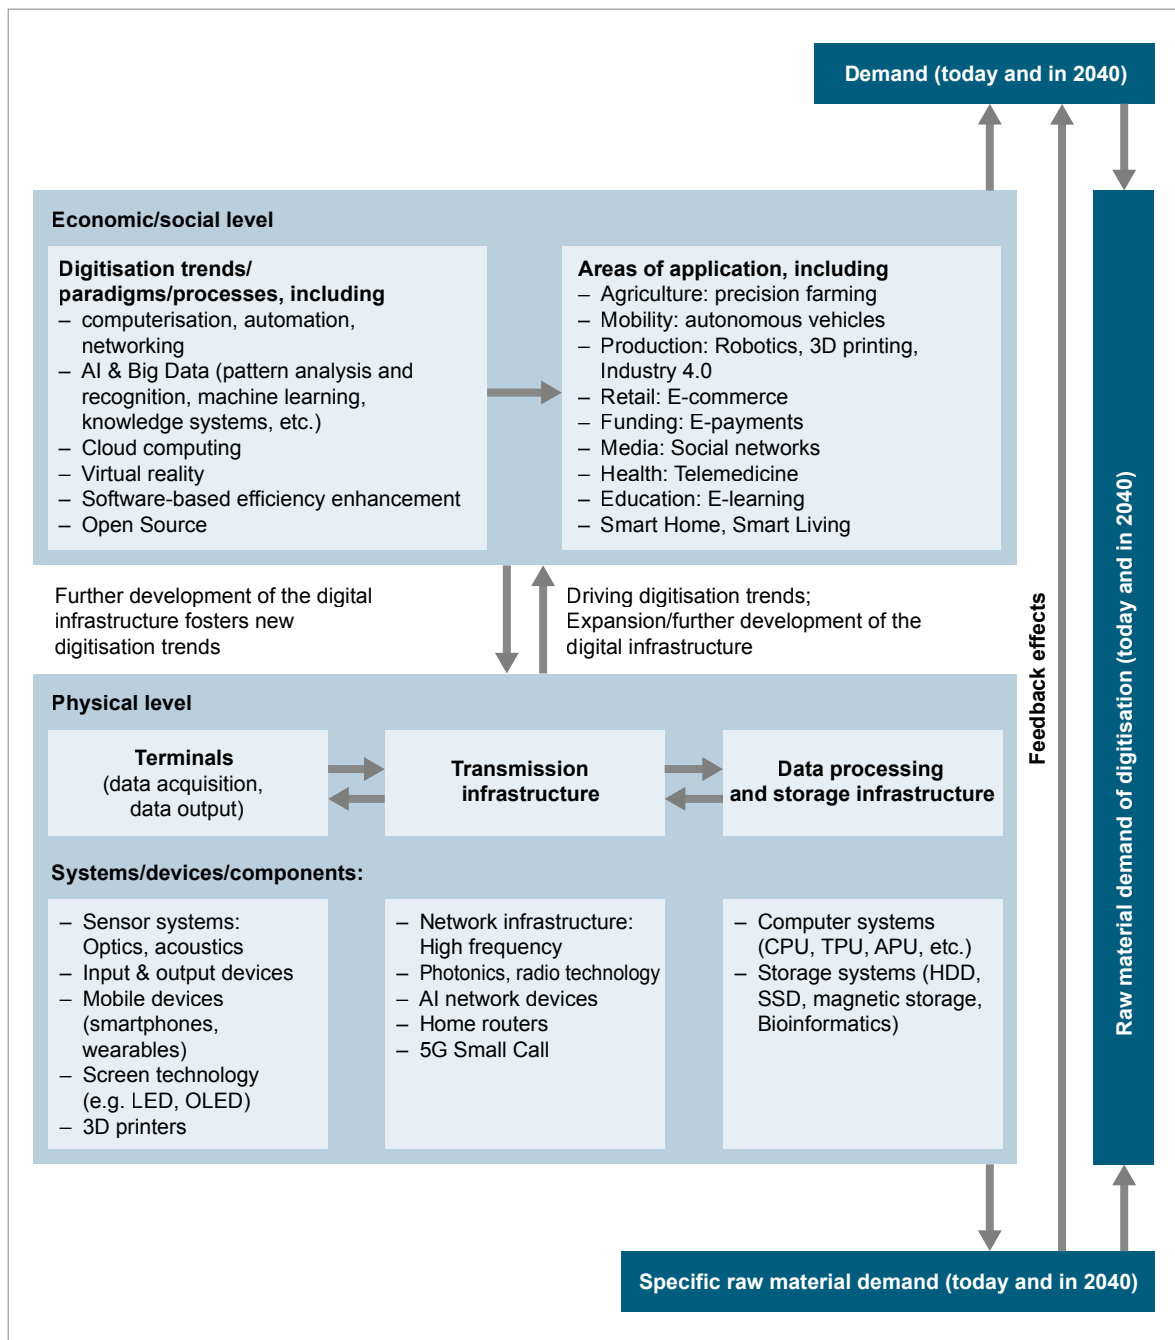 Demand (today and in 2040)
Economic/social level
Digitisation trends/
paradigms/processes, including
– computerisation, automation,
networking
– AI & Big Data (pattern analysis and
recognition, machine learning,
knowledge systems, etc.)
– Cloud computing
– Virtual reality
– Software-based efficiency enhancement
– Open Source
Areas of application, including
– Agriculture: precision farming
– Mobility: autonomous vehicles
– Production: Robotics, 3D printing,
Industry 4.0
– Retail: E-commerce
– Funding: E-payments
– Media: Social networks
– Health: Telemedicine
– Education: E-learning
– Smart Home, Smart Living
Further development of the digital
infrastructure fosters new
digitisation trends
Driving digitisation trends;
Expansion/further development of the
digital infrastructure
Physical level
Terminals
(data acquisition,
data output)
Transmission
infrastructure
Data processing
and storage infrastructure
Systems/devices/components:
– Sensor systems:
Optics, acoustics
– Input & output devices
– Mobile devices
(smartphones,
wearables)
– Screen technology
(e.g. LED, OLED)
– 3D printers
– Network infrastructure:
High frequency
– Photonics, radio technology
– AI network devices
– Home routers
– 5G Small Call
– Computer systems
(CPU, TPU, APU, etc.)
– Storage systems (HDD,
SSD, magnetic storage,
Bioinformatics)
Feedback effects
Raw material demand of digitisation (today and in 2040)
Specific raw material demand (today and in 2040)